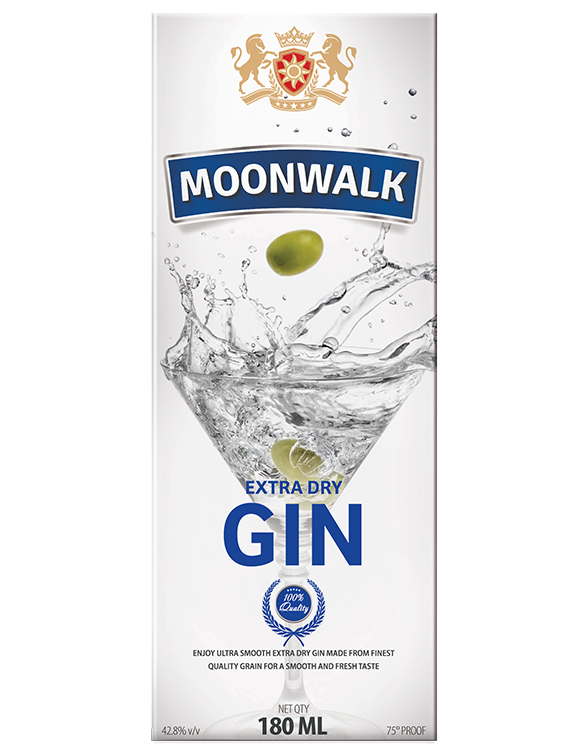 MOONWALK
EXTRA DRY
GIN
100%
Quality
ENJOY ULTRA SMOOTH EXTRA DRY GIN MADE FROM FINEST
QUALITY GRAIN FOR A SMOOTH AND FRESH TASTE
NET QTY
42.8% v/v 180 ML 75° PROOF